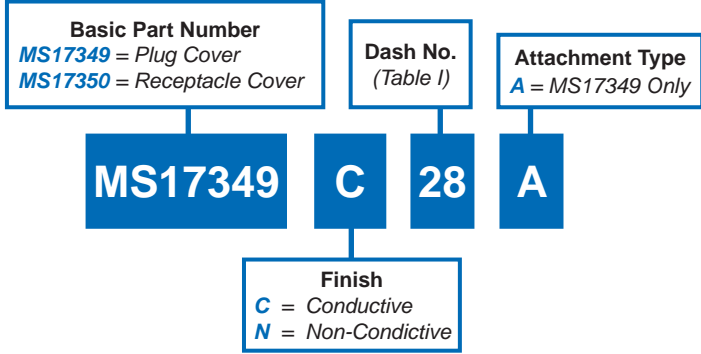 Basic Part Number
MS17349 = Plug Cover
MS17350 = Receptacle Cover
Dash No.
(Table I)
Attachment Type
A = MS17349 Only
MS17349
C
28
A
Finish
C = Conductive
N = Non-Condictive